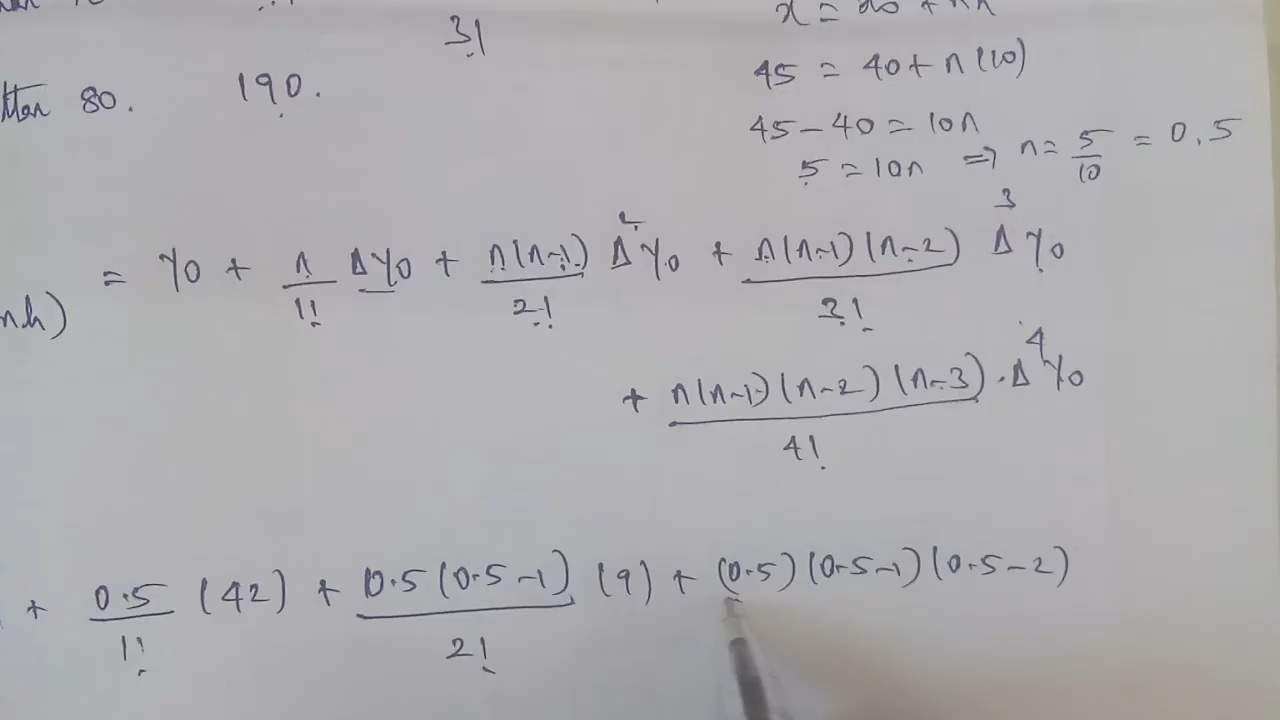 31
x = x0 + nh
tten 80. 190.
45 = 40 + n(10)
45 - 40 = 10n
5 = 10n => n = 5/10 = 0.5
= y0 + n/1! Δy0 + n(n-1)/2! Δ²y0 + n(n-1)(n-2)/3! Δ³y0
nh)
+ n(n-1)(n-2)(n-3)/4! · Δ⁴y0
+ 0.5/1! (42) + 0.5(0.5-1)/2! (9) + (0.5)(0.5-1)(0.5-2)